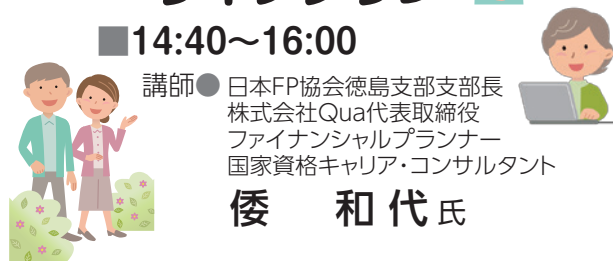 ■14:40〜16:00
講師● 日本FP協会徳島支部支部長
株式会社Qua代表取締役
ファイナンシャルプランナー
国家資格キャリア・コンサルタント
倭 和代氏